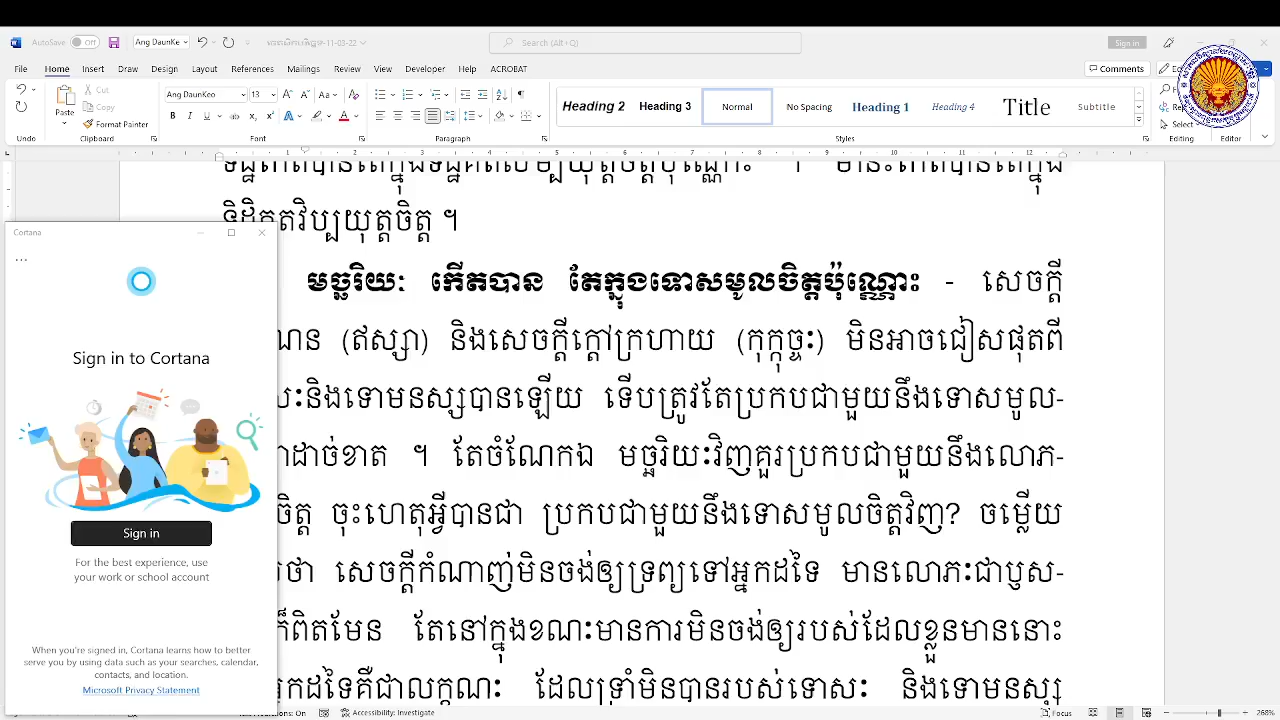 AutoSave Off Ang DaunKe Search (Alt+Q) Sign in
File Home Insert Draw Design Layout References Mailings Review View Developer Help ACROBAT Comments
Paste Cut Copy Format Painter
Ang DaunKeo 13
Heading 2 Heading 3 Normal No Spacing Heading 1 Heading 4 Title Subtitle
Undo Clipboard Font Paragraph Styles Editing Editor
ទិដ្ឋិគតវិប្បយុត្តចិត្ត ។
មច្ឆរិយៈ កើតបាន តែក្នុងទោសមូលចិត្តប៉ុណ្ណោះ - សេចក្ដី
ណន (ឥស្សា) និងសេចក្ដីក្ដៅក្រហាយ (កុក្កុច្ចៈ) មិនអាចជៀសផុតពី
និងទោមនស្សបានឡើយ ទើបត្រូវតែប្រកបជាមួយនឹងទោសមូល-
ដាច់ខាត ។ តែចំណែកឯ មច្ឆរិយៈវិញគួរប្រកបជាមួយនឹងលោភ-
ចិត្ត ចុះហេតុអ្វីបានជា ប្រកបជាមួយនឹងទោសមូលចិត្តវិញ? ចម្លើយ
ថា សេចក្ដីកំណាញ់មិនចង់ឲ្យទ្រព្យទៅអ្នកដទៃ មានលោភៈជាប្ញស-
ក៏ពិតមែន តែនៅក្នុងខណៈមានការមិនចង់ឲ្យរបស់ដែលខ្លួនមាននោះ
កដទៃគឺជាលក្ខណៈ ដែលទ្រាំមិនបានរបស់ទោសៈ និងទោមនស្ស
Cortana
...
Sign in to Cortana
Sign in
For the best experience, use
your work or school account
When you're signed in, Cortana learns how to better
serve you by using data such as your searches, calendar,
contacts, and location.
Microsoft Privacy Statement
Accessibility: Investigate Focus 268%